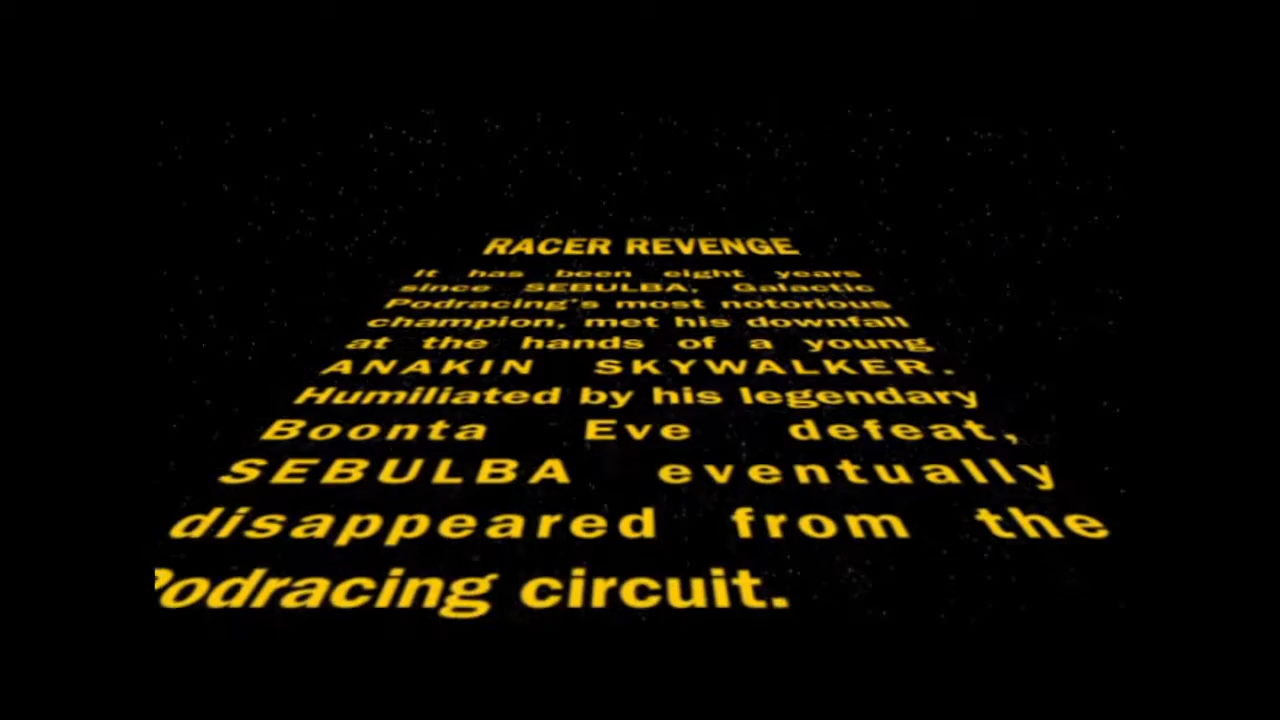 RACER REVENGE
It has been eight years
since SEBULBA, Galactic
Podracing's most notorious
champion, met his downfall
at the hands of a young
ANAKIN SKYWALKER.
Humiliated by his legendary
Boonta Eve defeat,
SEBULBA eventually
disappeared from the
Podracing circuit.